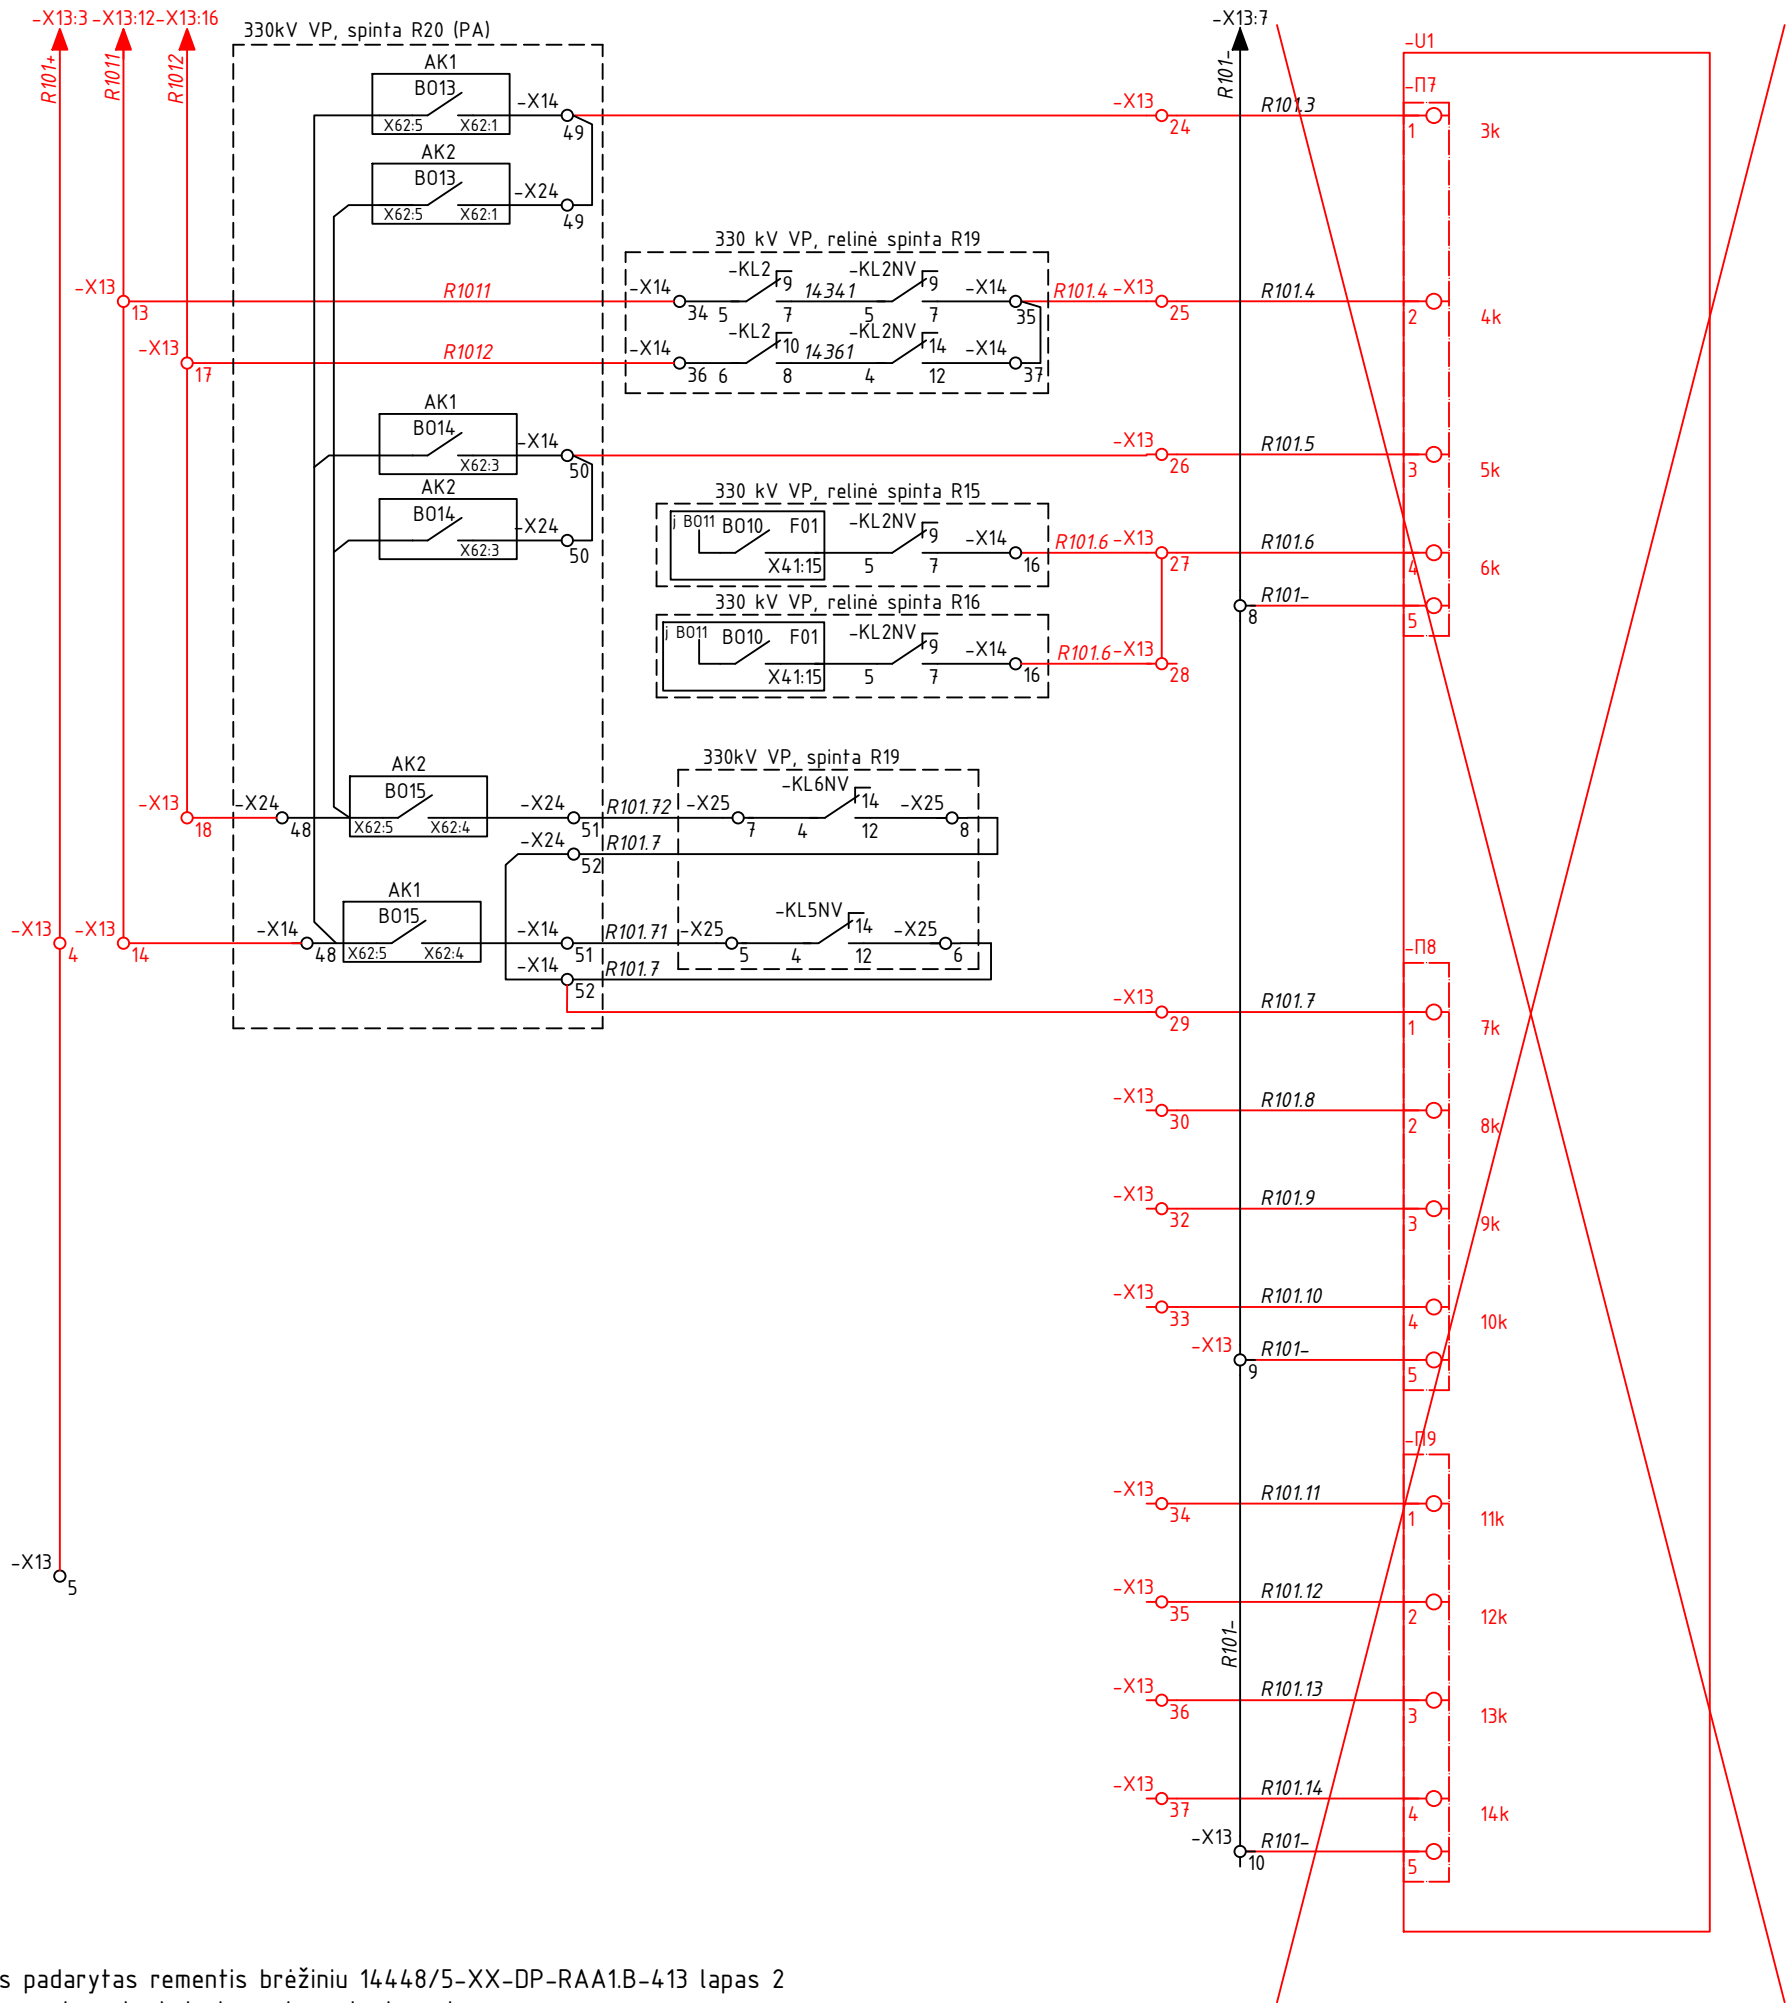 -X13:3 -X13:12 -X13:16
R101+
R1011
R1012
330kV VP, spinta R20 (PA)
-X13:7
R101-
-U1
-П7
AK1
BO13
X62:5 X62:1
-X14
49
-X13
24
R101.3
1
3k
AK2
BO13
X62:5 X62:1
-X24
49
330 kV VP, relinė spinta R19
-X13
13
R1011
-X14
34
-KL2
5
9
7
14341
-KL2NV
5
9
7
-X14
35
R101.4
-X13
25
R101.4
2
4k
-X13
17
R1012
-X14
36
-KL2
6
10
8
14361
-KL2NV
4
14
12
-X14
37
AK1
BO14
X62:3
-X14
50
-X13
26
R101.5
3
5k
AK2
BO14
X62:3
-X24
50
330 kV VP, relinė spinta R15
j BO11
BO10
F01
X41:15
-KL2NV
5
9
7
-X14
16
R101.6
-X13
27
R101.6
4
6k
R101-
8
5
330 kV VP, relinė spinta R16
j BO11
BO10
F01
X41:15
-KL2NV
5
9
7
-X14
16
R101.6
-X13
28
330kV VP, spinta R19
-X13
18
-X24
48
AK2
BO15
X62:5 X62:4
-X24
51
R101.72
-X25
7
-KL6NV
4
14
12
-X25
8
-X24
52
R101.7
-X13
4
-X13
14
-X14
48
AK1
BO15
X62:5 X62:4
-X14
51
R101.71
-X25
5
-KL5NV
4
14
12
-X25
6
-X14
52
R101.7
-П8
-X13
29
R101.7
1
7k
-X13
30
R101.8
2
8k
-X13
32
R101.9
3
9k
-X13
33
R101.10
4
10k
-X13
9
R101-
5
-П9
-X13
34
R101.11
1
11k
-X13
5
-X13
35
R101.12
2
12k
R101-
-X13
36
R101.13
3
13k
-X13
37
R101.14
4
14k
-X13
10
R101-
5
s padarytas rementis brėžiniu 14448/5-XX-DP-RAA1.B-413 lapas 2